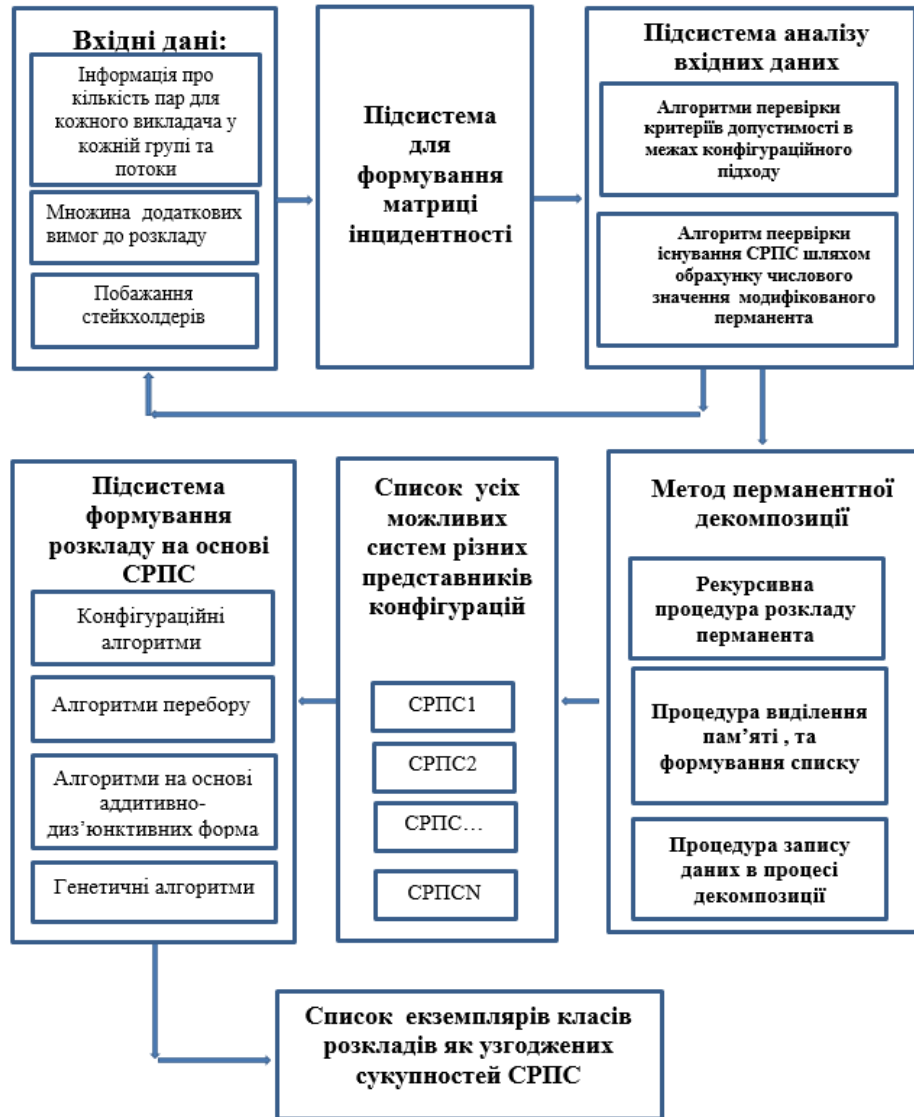 Вхідні дані:
Інформація про
кількість пар для
кожного викладача у
кожній групі та
потоки
Множина додаткових
вимог до розкладу
Побажання
стейкхолдерів
Підсистема
для
формування
матриці
інцидентності
Підсистема аналізу
вхідних даних
Алгоритми перевірки
критеріїв допустимості в
межах конфігураційного
підходу
Алгоритм пеервірки
існування СРПС шляхом
обрахунку числового
значення модифікованого
перманента
Підсистема
формування
розкладу на основі
СРПС
Конфігураційні
алгоритми
Алгоритми перебору
Алгоритми на основі
аддитивно-
диз’юнктивних форма
Генетичні алгоритми
Список усіх
можливих
систем різних
представників
конфігурацій
СРПС1
СРПС2
СРПС…
СРПСN
Метод перманентної
декомпозиції
Рекурсивна
процедура розкладу
перманента
Процедура виділення
пам’яті , та
формування списку
Процедура запису
даних в процесі
декомпозиції
Список екземплярів класів
розкладів як узгоджених
сукупностей СРПС